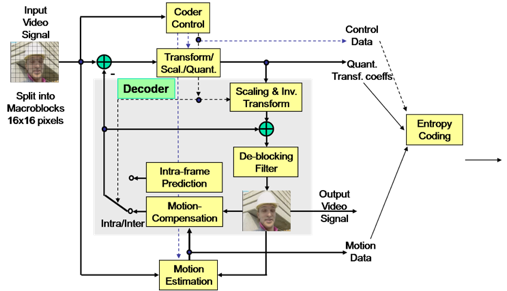 Input
Video
Signal
Coder
Control
Control
Data
Transform/
Scal./Quant.
Quant.
Transf. coeffs
-
Decoder
Split into
Macroblocks
16x16 pixels
Scaling & Inv.
Transform
Entropy
Coding
De-blocking
Filter
Intra-frame
Prediction
Motion-
Compensation
Output
Video
Signal
Intra/Inter
Motion
Data
Motion
Estimation